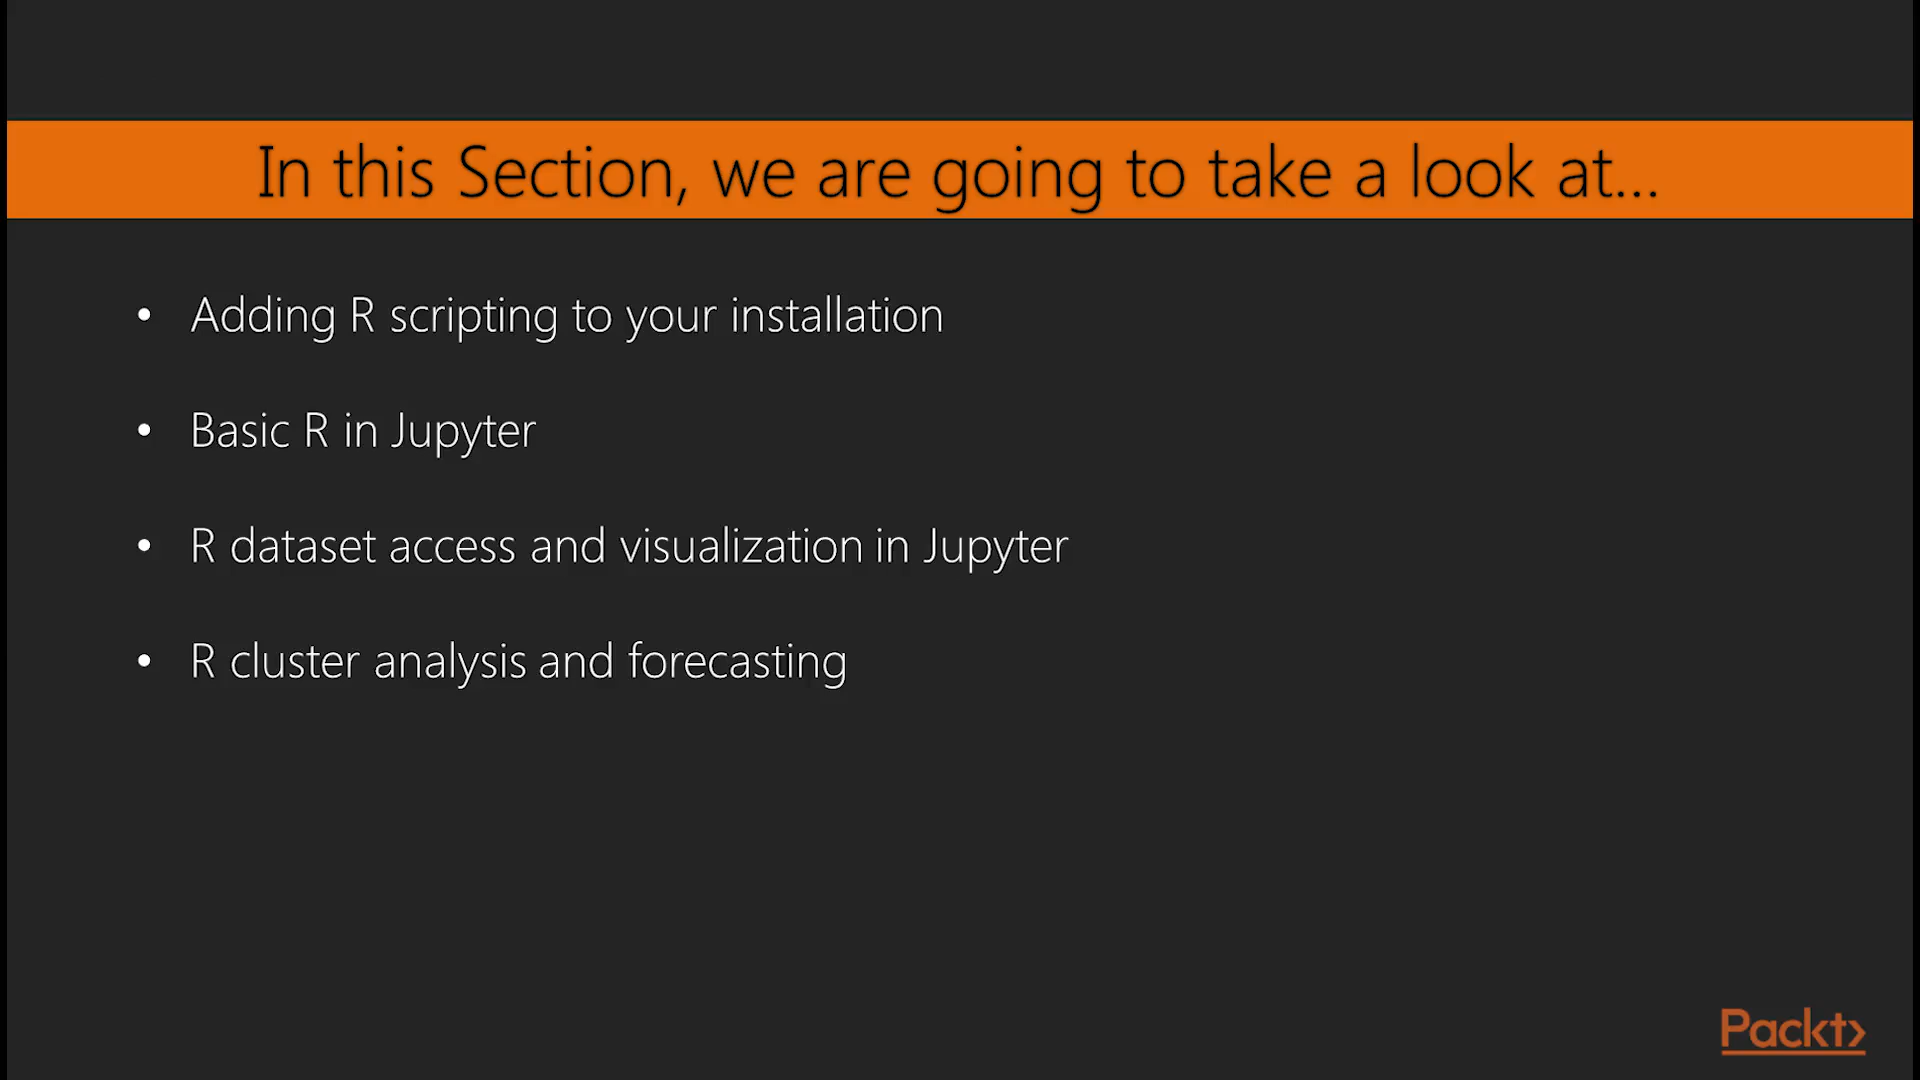 In this Section, we are going to take a look at...
• Adding R scripting to your installation
• Basic R in Jupyter
• R dataset access and visualization in Jupyter
• R cluster analysis and forecasting
Packt>